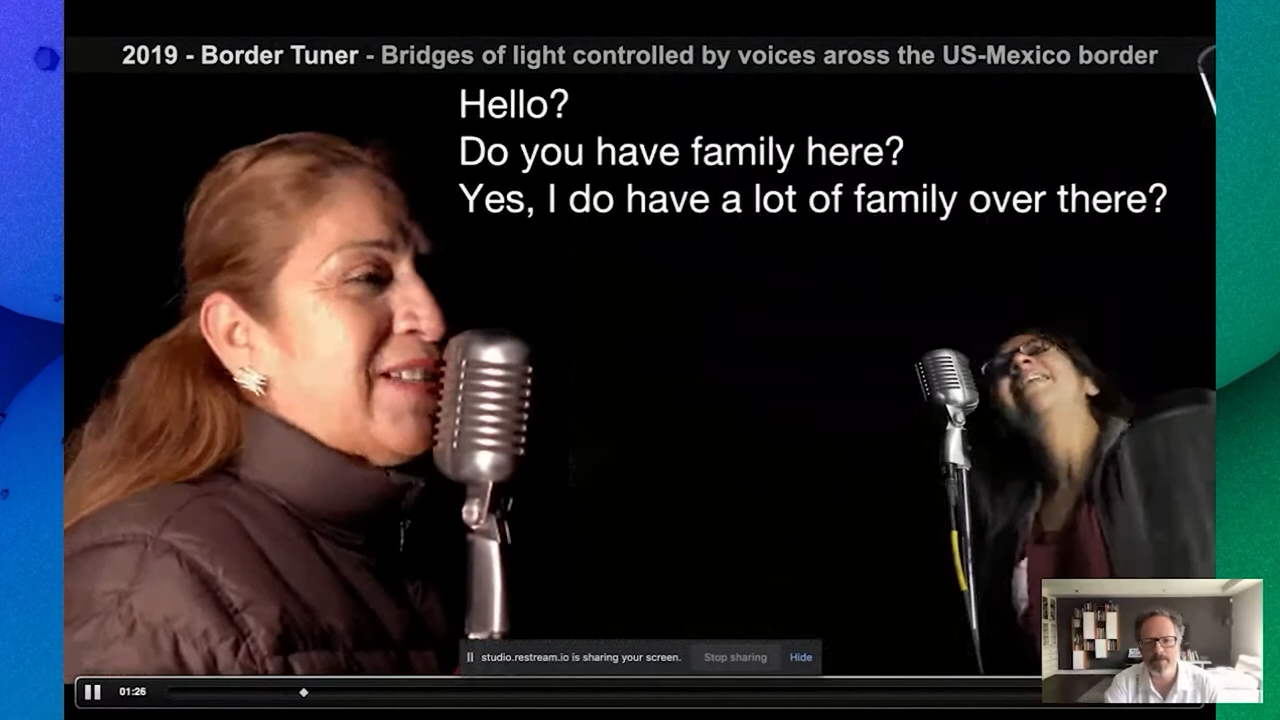 2019 - Border Tuner - Bridges of light controlled by voices aross the US-Mexico border
Hello?
Do you have family here?
Yes, I do have a lot of family over there?
studio.restream.io is sharing your screen. Stop sharing Hide
01:26